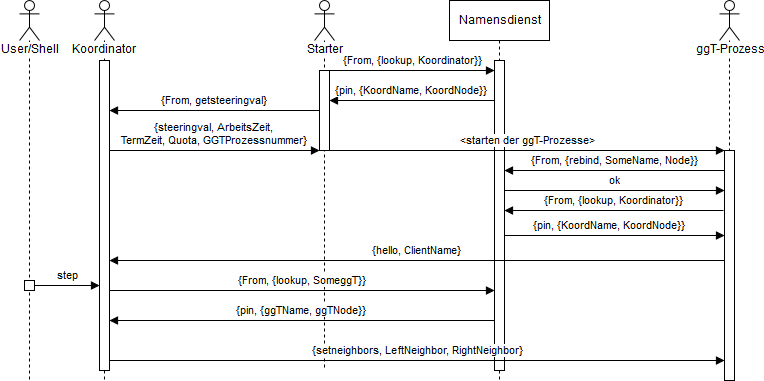 Namensdienst
User/Shell
Koordinator
Starter
ggT-Prozess
{From, {lookup, Koordinator}}
{pin, {KoordName, KoordNode}}
{From, getsteeringval}
{steeringval, ArbeitsZeit,
TermZeit, Quota, GGTProzessnummer}
<starten der ggT-Prozesse>
{From, {rebind, SomeName, Node}}
ok
{From, {lookup, Koordinator}}
{pin, {KoordName, KoordNode}}
{hello, ClientName}
step
{From, {lookup, SomeggT}}
{pin, {ggTName, ggTNode}}
{setneighbors, LeftNeighbor, RightNeighbor}